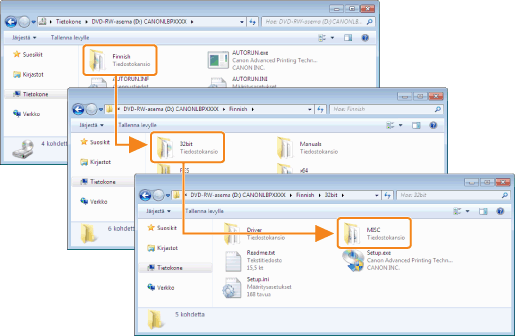 Tietokone ▸ DVD-RW-asema (D:) CANONLBPXXXX ▸
Hae: DVD-RW-asema (D:) CANONLBPXXXX
Järjestä ▾ Tallenna levylle
Suosikit
Kirjastot
Tietokone
Verkko
Finnish
Tiedostokansio
AUTORUN.exe
Canon Advanced Printing Techn...
CANON INC.
AUTORUN.INF
AUTORUN.INI
Määritysasetukset
4 kohdetta
DVD-RW-asema (D:) CANONLBPXXXX ▸ Finnish ▸
Hae: Finnish
Järjestä ▾ Tallenna levylle
Suosikit
Kirjastot
Tietokone
Verkko
32bit
Tiedostokansio
Manuals
Tiedostokansio
x64
6 kohdetta
DVD-RW-asema (D:) CANONLBPXXXX ▸ Finnish ▸ 32bit ▸
Hae: 32bit
Järjestä ▾ Tallenna levylle
Suosikit
Kirjastot
Tietokone
Verkko
Driver
Tiedostokansio
MISC
Tiedostokansio
Readme.txt
Tekstitiedosto
15,5 kt
Setup.exe
Canon Advanced Printing Techn...
CANON INC.
Setup.ini
Määritysasetukset
168 tavua
5 kohdetta